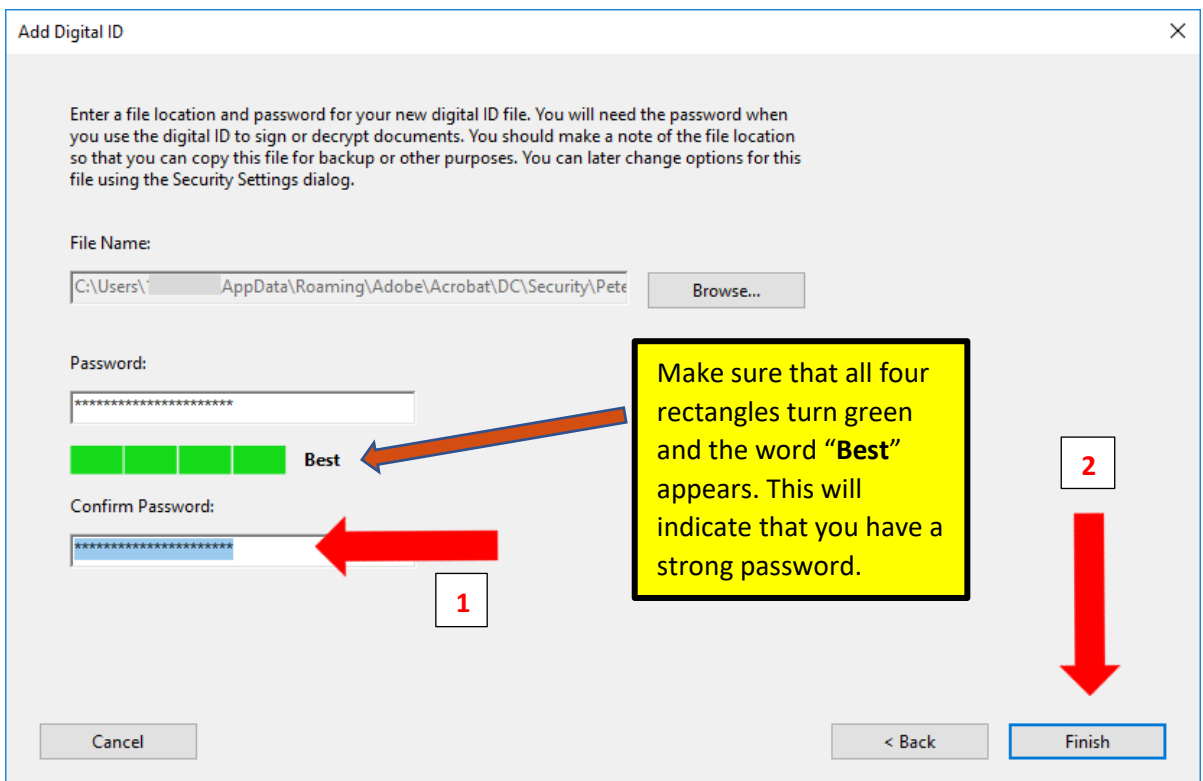 Add Digital ID
Enter a file location and password for your new digital ID file. You will need the password when
you use the digital ID to sign or decrypt documents. You should make a note of the file location
so that you can copy this file for backup or other purposes. You can later change options for this
file using the Security Settings dialog.
File Name:
C:\Users\ AppData\Roaming\Adobe\Acrobat\DC\Security\Pete
Browse...
Password:
**********************
Best
Make sure that all four
rectangles turn green
and the word “Best”
appears. This will
indicate that you have a
strong password.
Confirm Password:
**********************
1
2
Cancel
< Back
Finish